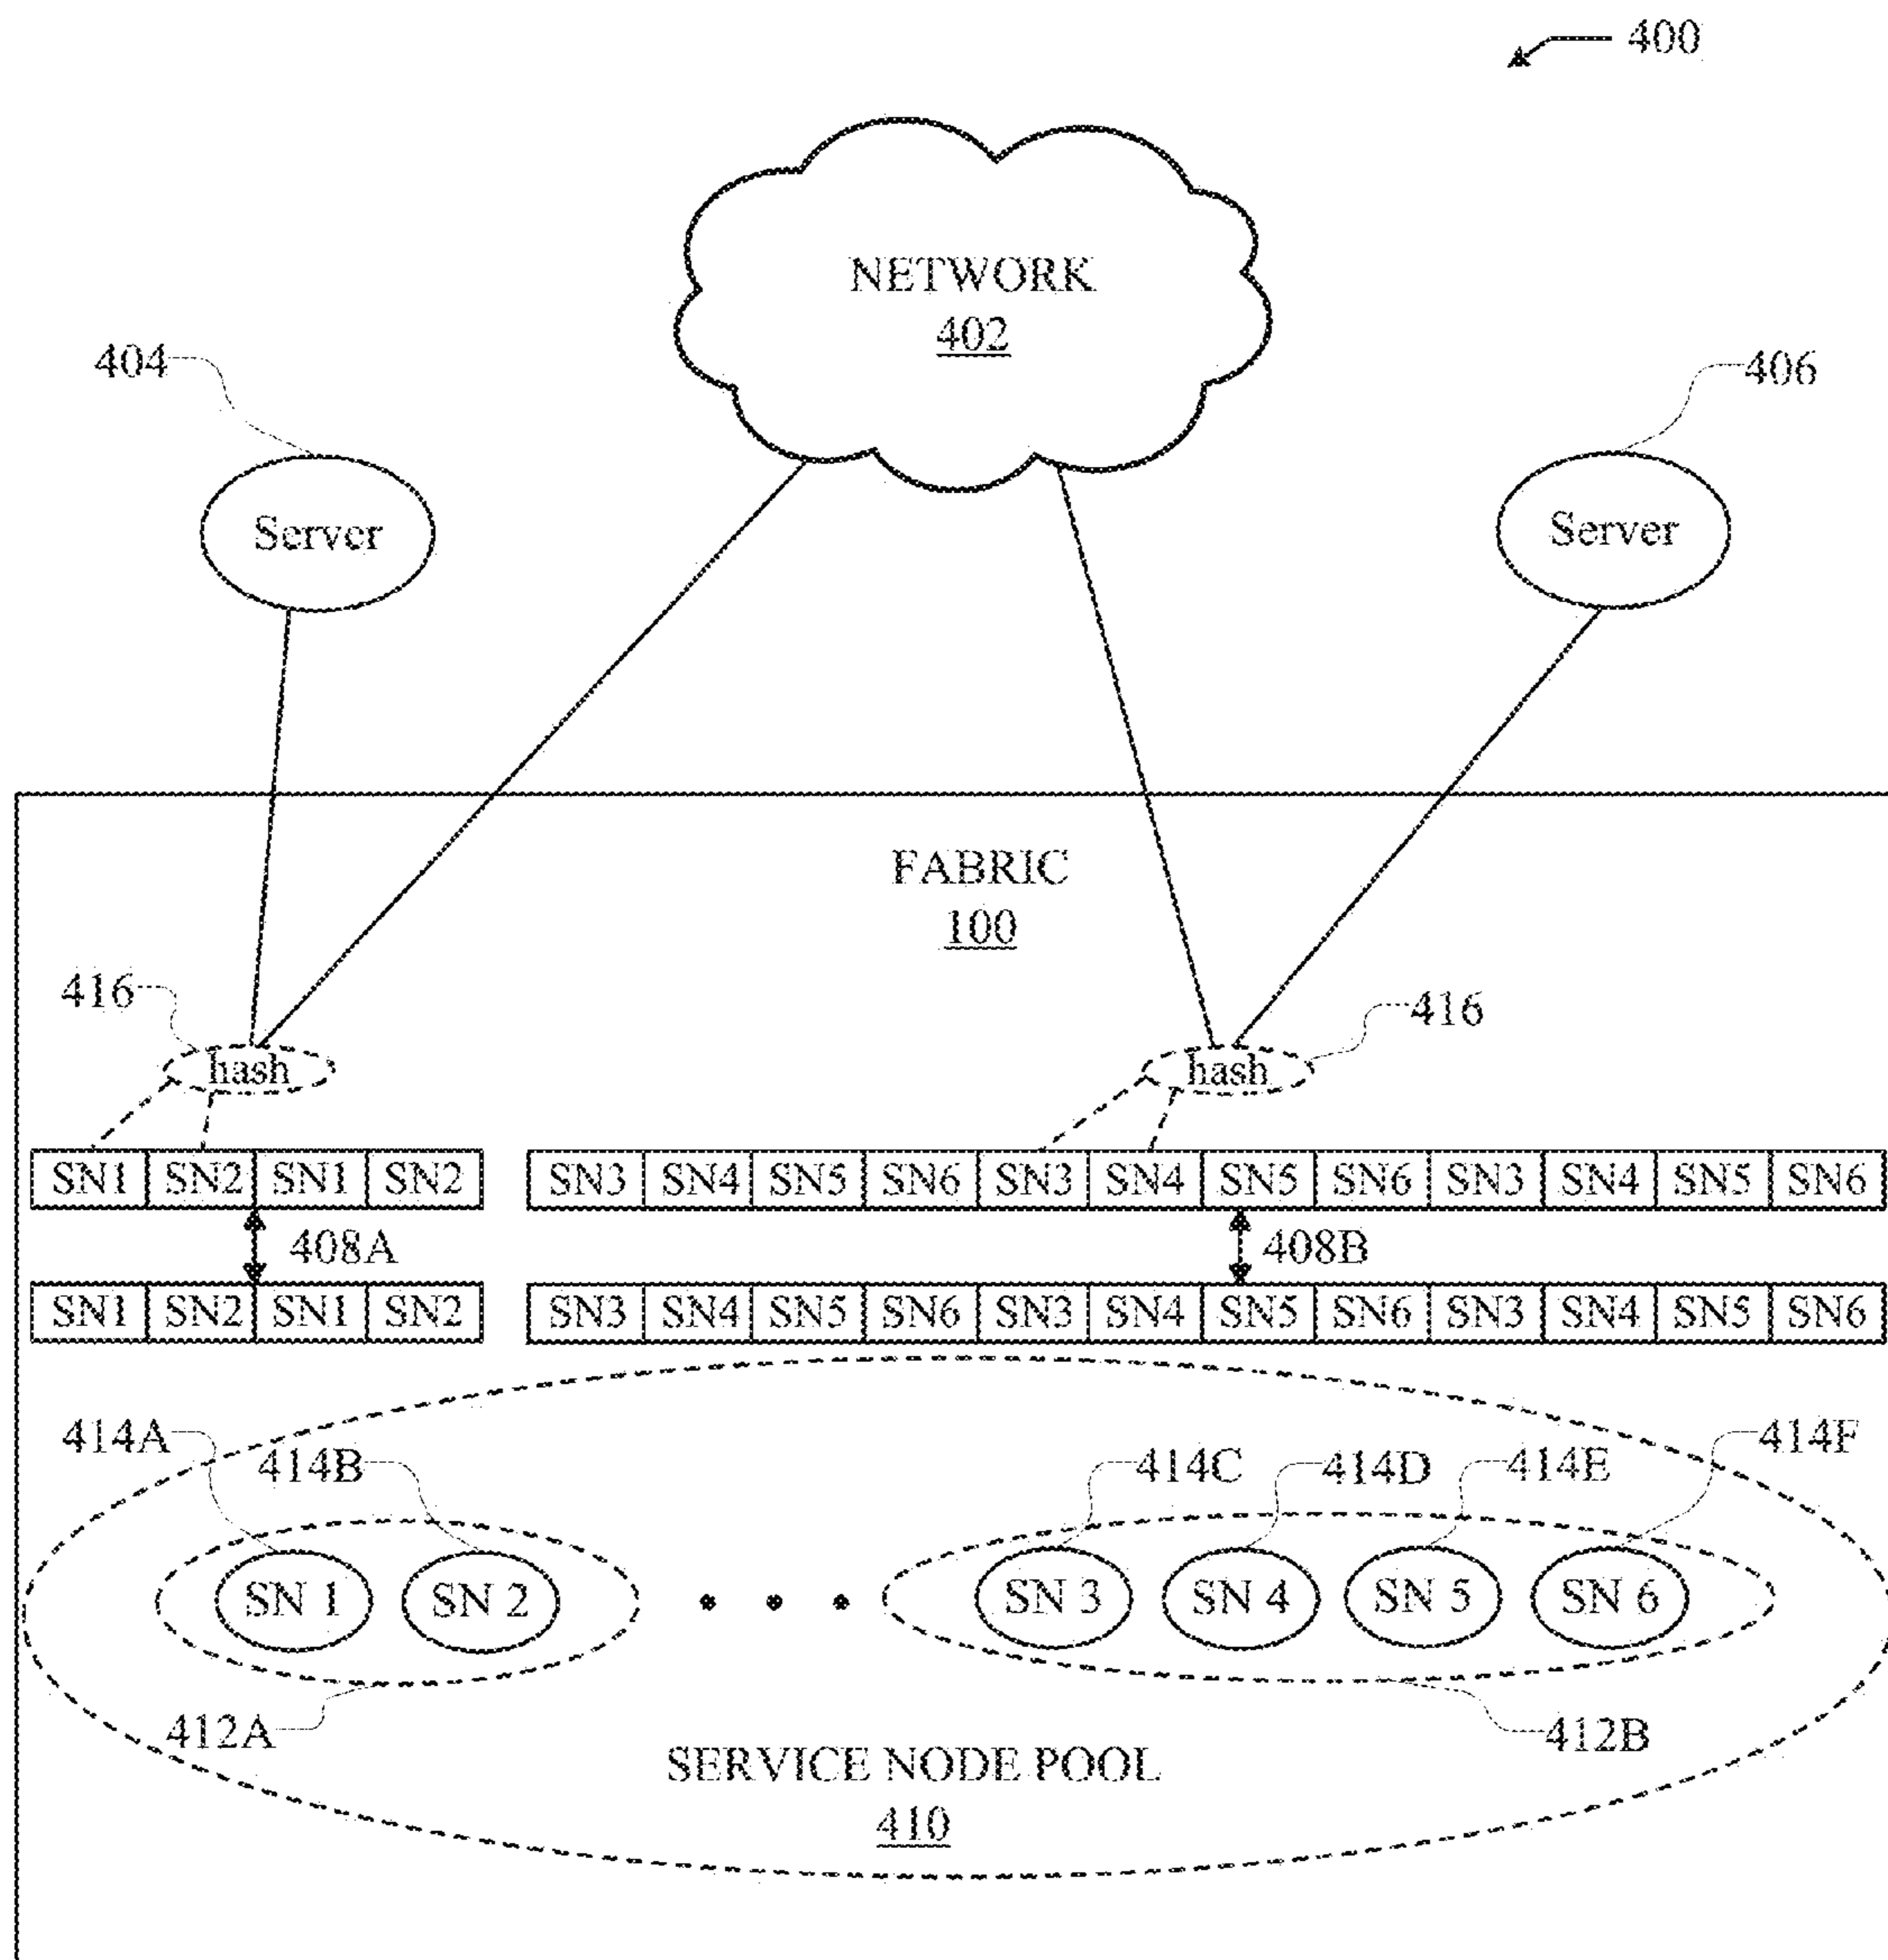 400
NETWORK
402
404
406
Server
Server
FABRIC
100
416
416
hash
hash
SN1 SN2 SN1 SN2 SN3 SN4 SN5 SN6 SN3 SN4 SN5 SN6 SN3 SN4 SN5 SN6
408A
408B
SN1 SN2 SN1 SN2 SN3 SN4 SN5 SN6 SN3 SN4 SN5 SN6 SN3 SN4 SN5 SN6
414A
414B
414C
414D
414E
414F
SN 1
SN 2
SN 3
SN 4
SN 5
SN 6
412A
412B
SERVICE NODE POOL
410